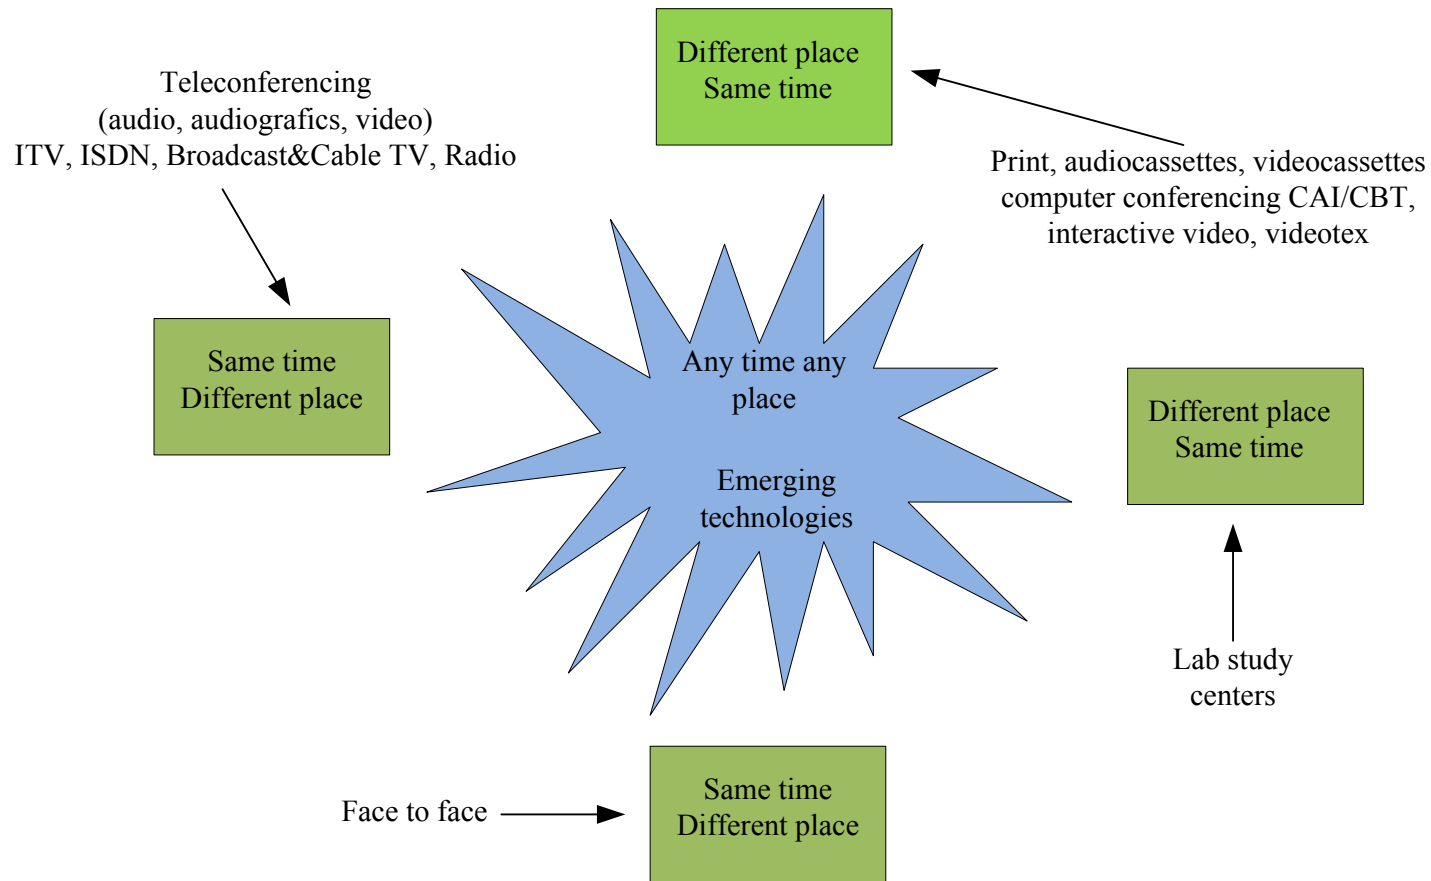 Different place
Same time
Teleconferencing
(audio, audiografics, video)
ITV, ISDN, Broadcast&Cable TV, Radio
Print, audiocassettes, videocassettes
computer conferencing CAI/CBT,
interactive video, videotex
Same time
Different place
Any time any
place
Emerging
technologies
Different place
Same time
Lab study
centers
Face to face
Same time
Different place